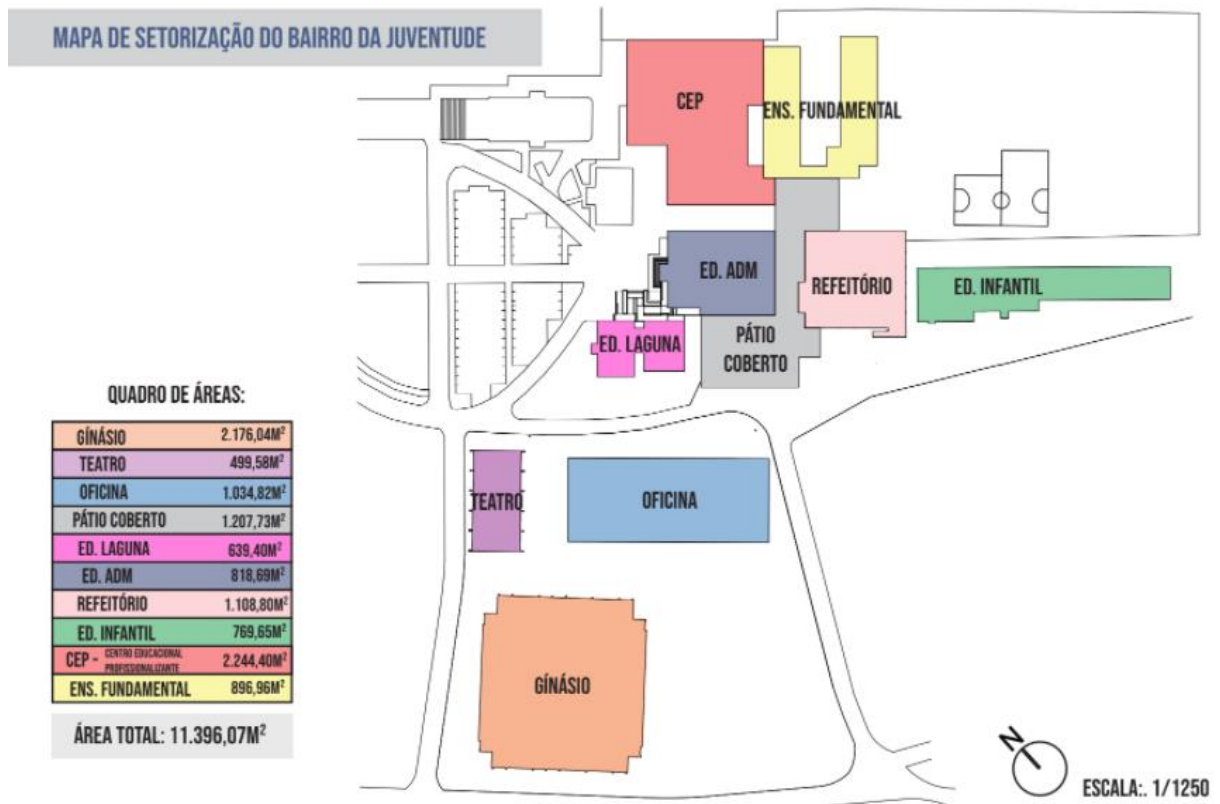 MAPA DE SETORIZAÇÃO DO BAIRRO DA JUVENTUDE
CEP
ENS. FUNDAMENTAL
ED. ADM
REFEITÓRIO
ED. INFANTIL
ED. LAGUNA
PÁTIO
COBERTO
TEATRO
OFICINA
GÍNÁSIO
QUADRO DE ÁREAS:
GÍNÁSIO 2.176,04M²
TEATRO 499,58M²
OFICINA 1.034,82M²
PÁTIO COBERTO 1.207,73M²
ED. LAGUNA 639,40M²
ED. ADM 818,69M²
REFEITÓRIO 1.108,80M²
ED. INFANTIL 769,65M²
CEP - CENTRO EDUCACIONAL PROFISSIONALIZANTE 2.244,40M²
ENS. FUNDAMENTAL 896,96M²
ÁREA TOTAL: 11.396,07M²
N
ESCALA:. 1/1250